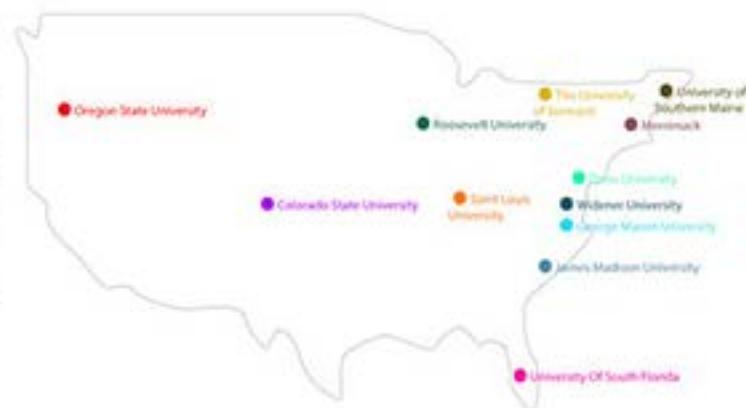 The University
of Vermont
University of
Southern Maine
Oregon State University
Roosevelt University
Merrimack
Drew University
Saint Louis
University
Colorado State University
Widener University
George Mason University
James Madison University
University Of South Florida